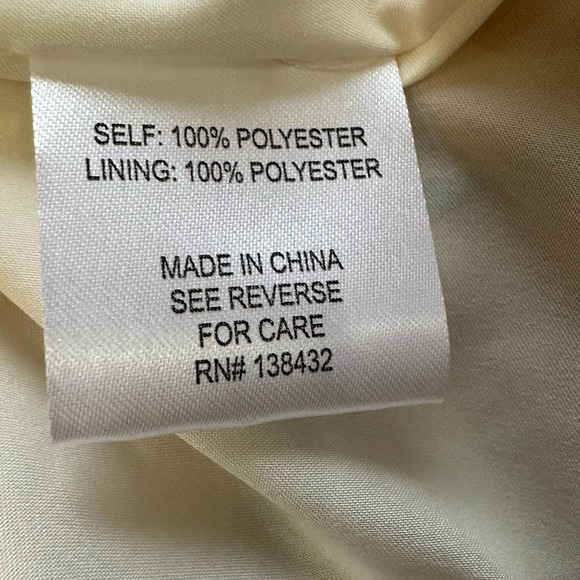 SELF: 100% POLYESTER
LINING: 100% POLYESTER
MADE IN CHINA
SEE REVERSE
FOR CARE
RN# 138432